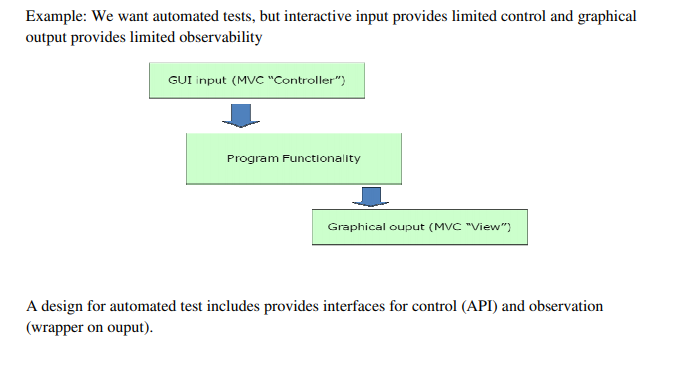 Example: We want automated tests, but interactive input provides limited control and graphical
output provides limited observability
GUI input (MVC "Controller")
Program Functionality
Graphical ouput (MVC "View")
A design for automated test includes provides interfaces for control (API) and observation
(wrapper on ouput).